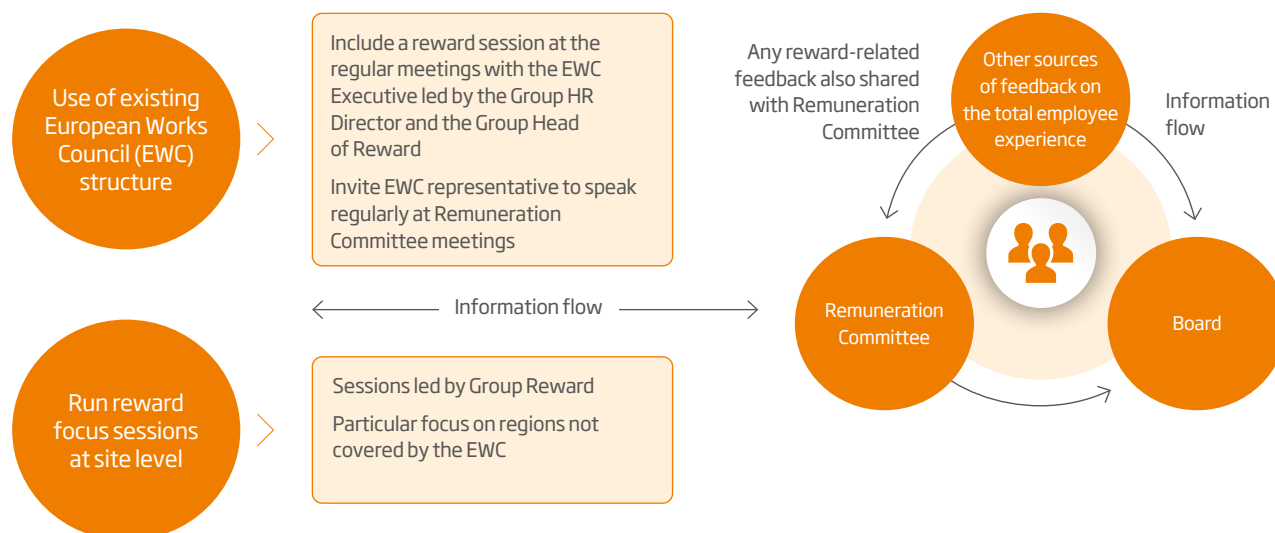 Use of existing
European Works
Council (EWC)
structure
Include a reward session at the
regular meetings with the EWC
Executive led by the Group HR
Director and the Group Head
of Reward
Invite EWC representative to speak
regularly at Remuneration
Committee meetings
Information flow
Run reward
focus sessions
at site level
Sessions led by Group Reward
Particular focus on regions not
covered by the EWC
Any reward-related
feedback also shared
with Remuneration
Committee
Other sources
of feedback on
the total employee
experience
Information
flow
Remuneration
Committee
Board